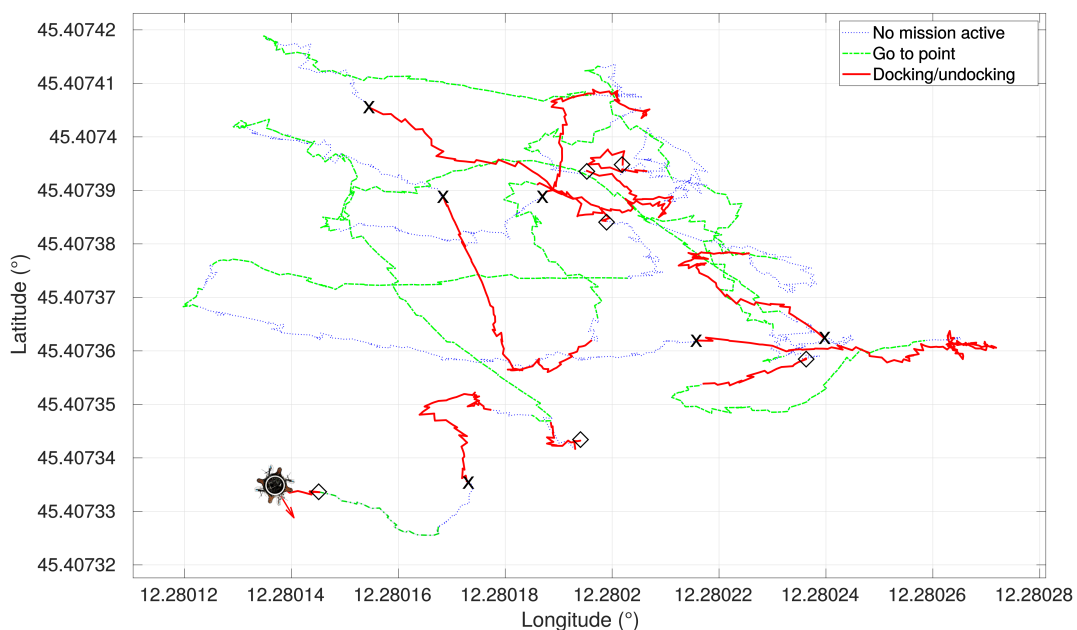 No mission active
Go to point
Docking/undocking
45.40742
45.40741
45.4074
45.40739
45.40738
45.40737
45.40736
45.40735
45.40734
45.40733
45.40732
Latitude (°)
X
X
X
X
X
X
12.28012 12.28014 12.28016 12.28018 12.2802 12.28022 12.28024 12.28026 12.28028
Longitude (°)